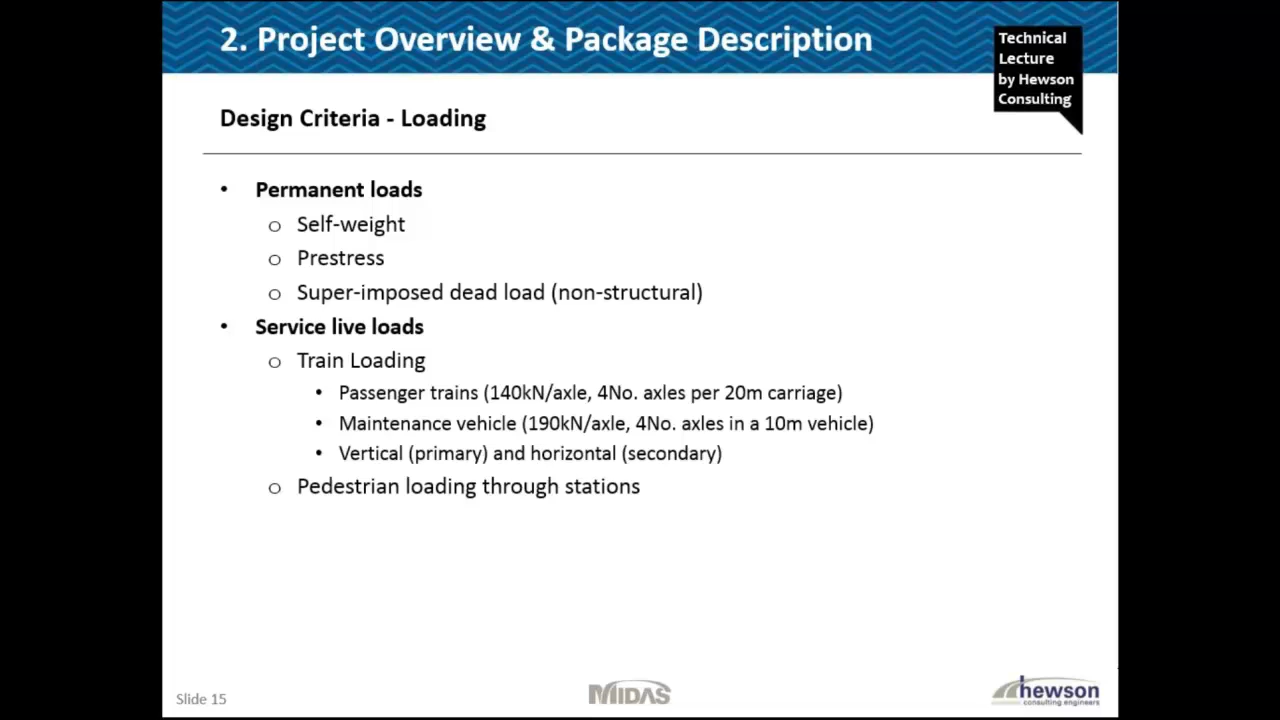 2. Project Overview & Package Description
Technical
Lecture
by Hewson
Consulting
Design Criteria - Loading
• Permanent loads
o Self-weight
o Prestress
o Super-imposed dead load (non-structural)
• Service live loads
o Train Loading
• Passenger trains (140kN/axle, 4No. axles per 20m carriage)
• Maintenance vehicle (190kN/axle, 4No. axles in a 10m vehicle)
• Vertical (primary) and horizontal (secondary)
o Pedestrian loading through stations
Slide 15
MIDAS
hewson
consulting engineers